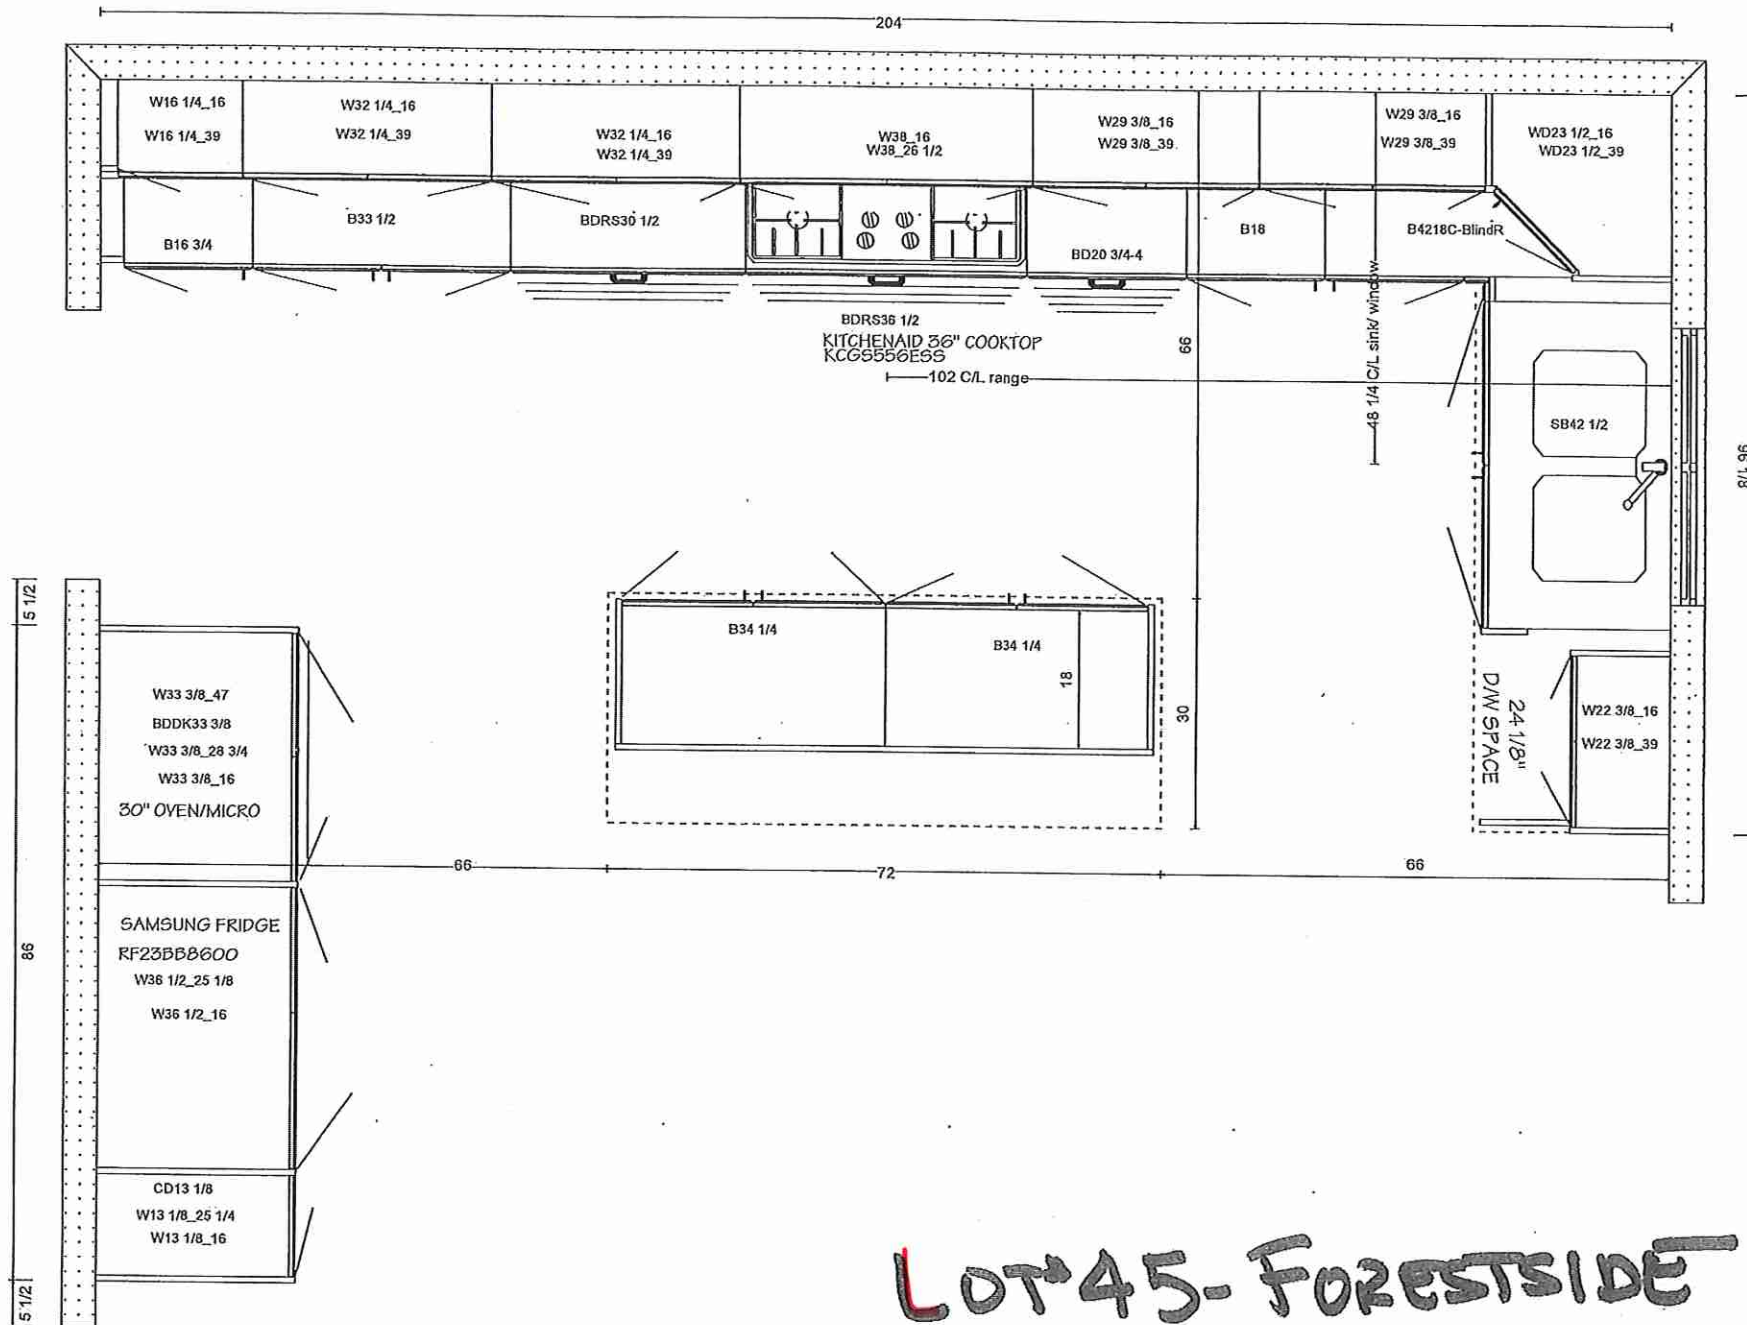 204
W16 1/4_16
W16 1/4_39
W32 1/4_16
W32 1/4_39
W32 1/4_16
W32 1/4_39
W38_16
W38_26 1/2
W29 3/8_16
W29 3/8_39
W29 3/8_16
W29 3/8_39
WD23 1/2_16
WD23 1/2_39
B16 3/4
B33 1/2
BDRS30 1/2
BD20 3/4-4
B18
B4218C-BlindR
BDRS36 1/2
KITCHENAID 36" COOKTOP
KCGS556ESS
102 C/L range
66
48 1/4 C/L sink/ window
SB42 1/2
96 1/8
5 1/2
B34 1/4
B34 1/4
18
30
24 1/8"
D/W SPACE
W22 3/8_16
W22 3/8_39
W33 3/8_47
BDDK33 3/8
W33 3/8_28 3/4
W33 3/8_16
30" OVEN/MICRO
66
72
66
86
SAMSUNG FRIDGE
RF23BB8600
W36 1/2_25 1/8
W36 1/2_16
CD13 1/8
W13 1/8_25 1/4
W13 1/8_16
5 1/2
LOT 45- FORESTSIDE